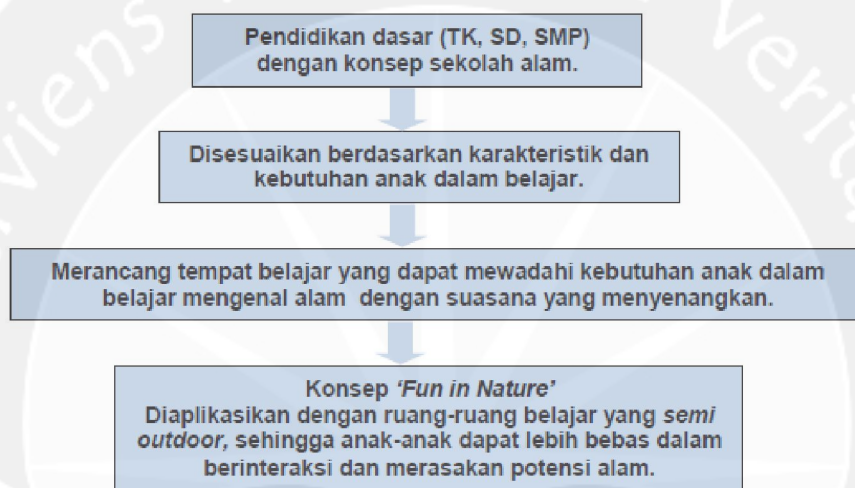 Pendidikan dasar (TK, SD, SMP)
dengan konsep sekolah alam.
Disesuaikan berdasarkan karakteristik dan
kebutuhan anak dalam belajar.
Merancang tempat belajar yang dapat mewadahi kebutuhan anak dalam
belajar mengenal alam dengan suasana yang menyenangkan.
Konsep 'Fun in Nature'
Diaplikasikan dengan ruang-ruang belajar yang semi
outdoor, sehingga anak-anak dapat lebih bebas dalam
berinteraksi dan merasakan potensi alam.